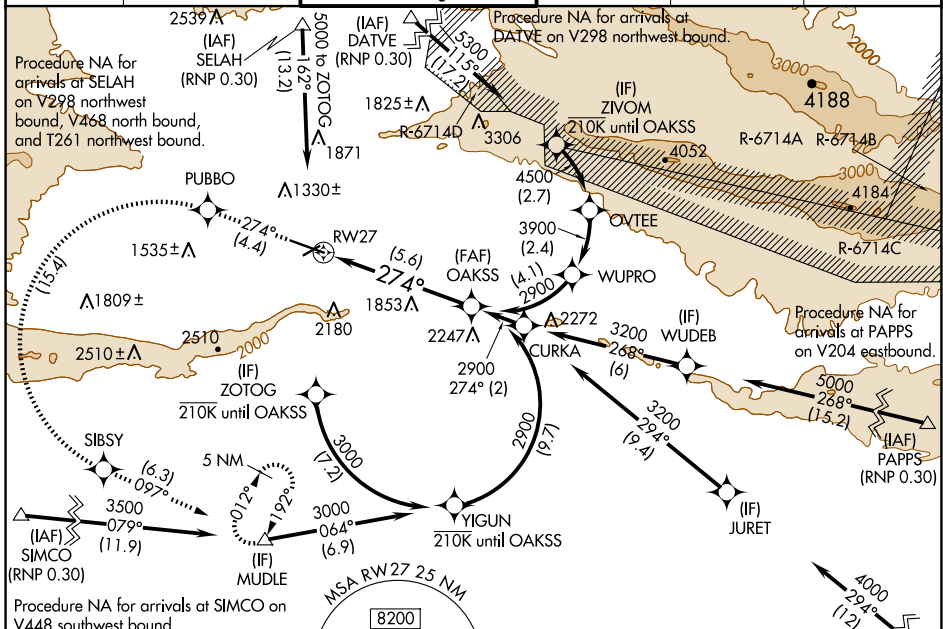 2539
(IAF)
SELAH
(RNP 0.30)
5000 to ZOTOG
162°
(13.2)
(IAF)
DATVE
(RNP 0.30)
5300
115°
(17.2)
Procedure NA for arrivals at
DATVE on V298 northwest bound.
2000
3000
4188
Procedure NA for
arrivals at SELAH
on V298 northwest
bound, V468 north bound,
and T261 northwest bound.
1825±
R-6714D
3306
(IF)
ZIVOM
210K until OAKSS
4052
R-6714A
R-6714B
3000
4184
R-6714C
1871
1330±
PUBBO
274°
(4.4)
RW27
1535±
(15.4)
1809±
4500
(2.7)
OVTEE
3900
(2.4)
WUPRO
(4.1)
2900
(5.6)
274°
(FAF)
OAKSS
1853
2180
2247
2272
CURKA
2900
274° (2)
3200
268°
(6)
(IF)
WUDEB
Procedure NA for
arrivals at PAPPS
on V204 eastbound.
2510±
2510
2000
(IF)
ZOTOG
210K until OAKSS
3000
(7.2)
2900
(9.7)
3200
294°
(9.4)
5000
268°
(15.2)
(IAF)
PAPPS
(RNP 0.30)
SIBSY
(6.3)
097°
5 NM
012°
192°
3500
079°
(11.9)
(IAF)
SIMCO
(RNP 0.30)
(IF)
MUDLE
3000
064°
(6.9)
YIGUN
210K until OAKSS
(IF)
JURET
4000
294°
(12)
MSA RW27 25 NM
8200
Procedure NA for arrivals at SIMCO on
V448 southwest bound